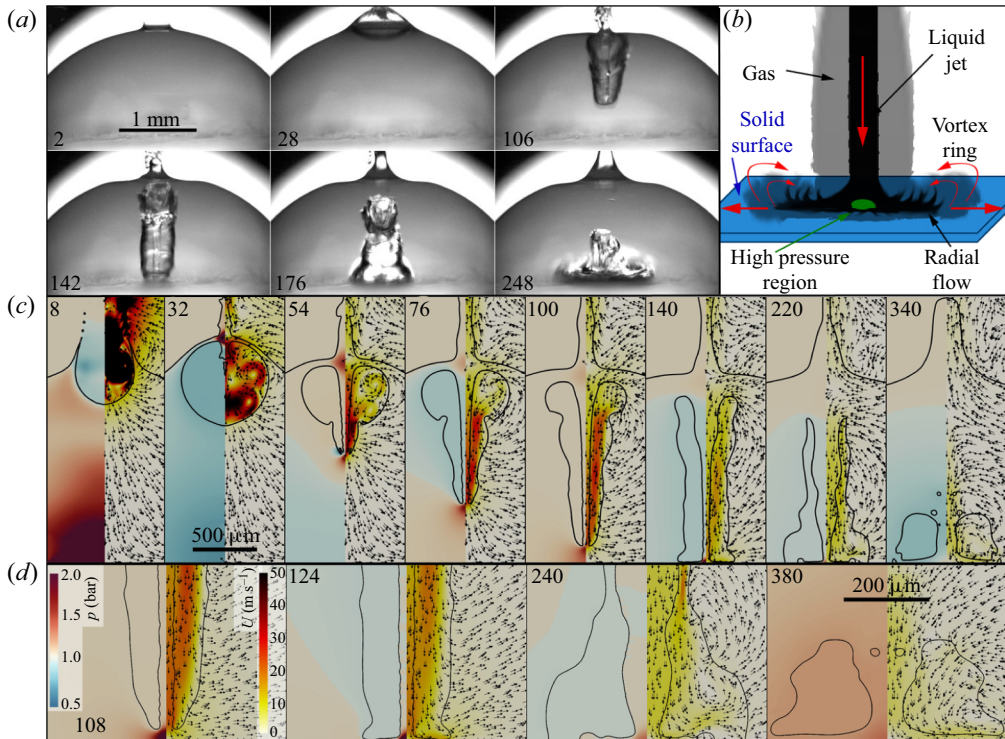 (a)
2
1 mm
28
106
142
176
248
(b)
Gas
Liquid
jet
Solid
surface
Vortex
ring
High pressure
region
Radial
flow
(c)
8
32
500 μm
54
76
100
140
220
340
(d)
2.0
1.5
1.0
0.5
p (bar)
108
50
40
30
20
10
0
U (m s⁻¹)
124
240
380
200 μm